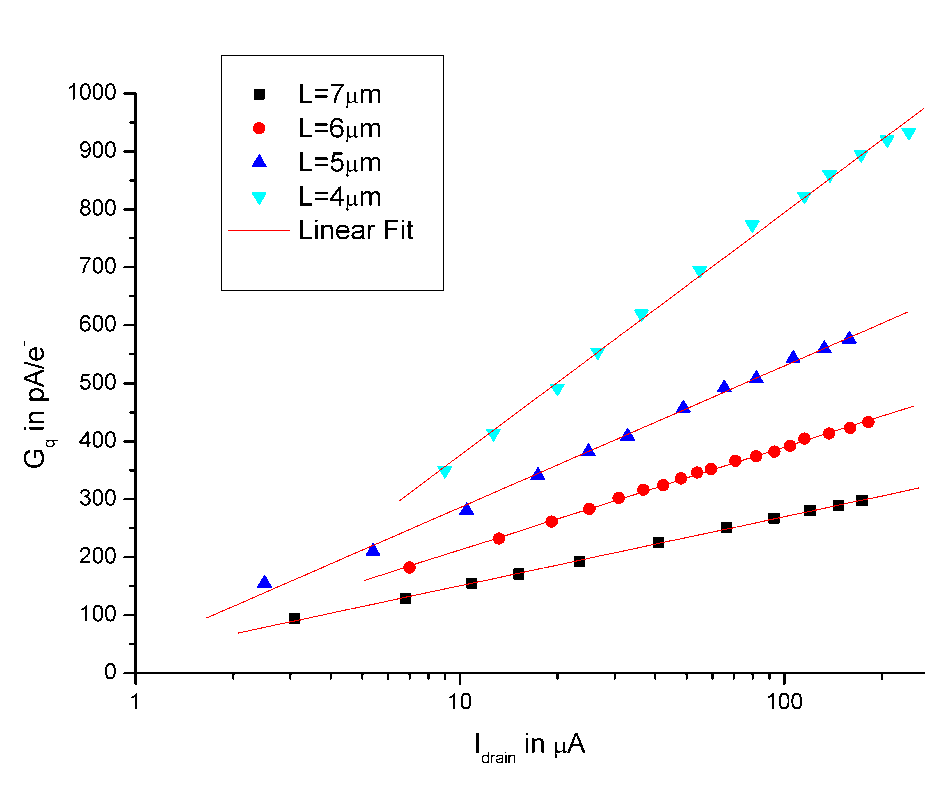 L=7μm
L=6μm
L=5μm
L=4μm
Linear Fit
1000
900
800
700
600
500
400
300
200
100
0
G_q in pA/e^-
1 10 100
I_drain in μA